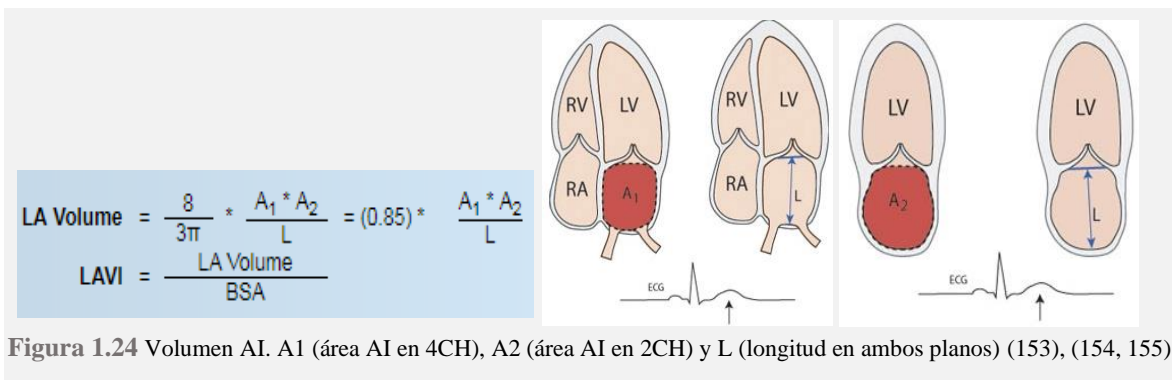 LA Volume = 8 / 3π * A₁ * A₂ / L = (0.85) * A₁ * A₂ / L
LAVI = LA Volume / BSA
RV LV
RA A₁
ECG
RV LV
RA L
LV
A₂
ECG
LV
L
Figura 1.24 Volumen AI. A1 (área AI en 4CH), A2 (área AI en 2CH) y L (longitud en ambos planos) (153), (154, 155)